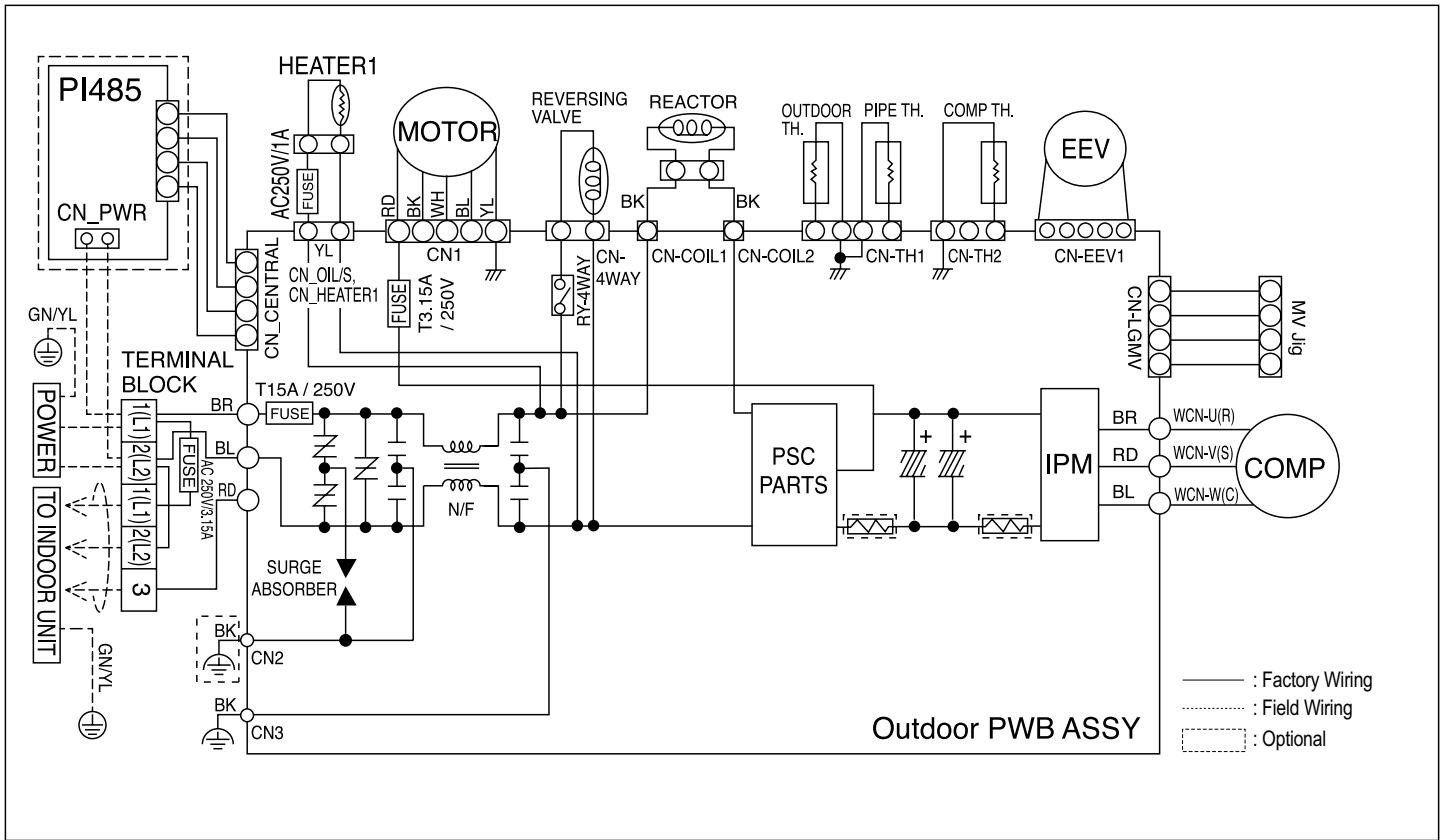 PI485
CN_PWR
HEATER1
AC250V/1A
FUSE
YL
CN_OIL/S,
CN_HEATER1
MOTOR
RD
BK
WH
BL
YL
CN1
FUSE
T3.15A
/ 250V
REVERSING
VALVE
CN-
4WAY
RY-4WAY
REACTOR
BK
BK
CN-COIL1
CN-COIL2
OUTDOOR
TH.
PIPE TH.
CN-TH1
COMP TH.
CN-TH2
EEV
CN-EEV1
CN_CENTRAL
CN-LGMV
MV Jig
GN/YL
POWER
TO INDOOR UNIT
GN/YL
TERMINAL
BLOCK
1(L1)
2(L2)
1(L1)
2(L2)
3
FUSE
AC 250V/3.15A
BR
BL
RD
T15A / 250V
FUSE
N/F
SURGE
ABSORBER
BK
CN2
BK
CN3
PSC
PARTS
+
+
IPM
BR
RD
BL
WCN-U(R)
WCN-V(S)
WCN-W(C)
COMP
Outdoor PWB ASSY
: Factory Wiring
: Field Wiring
: Optional